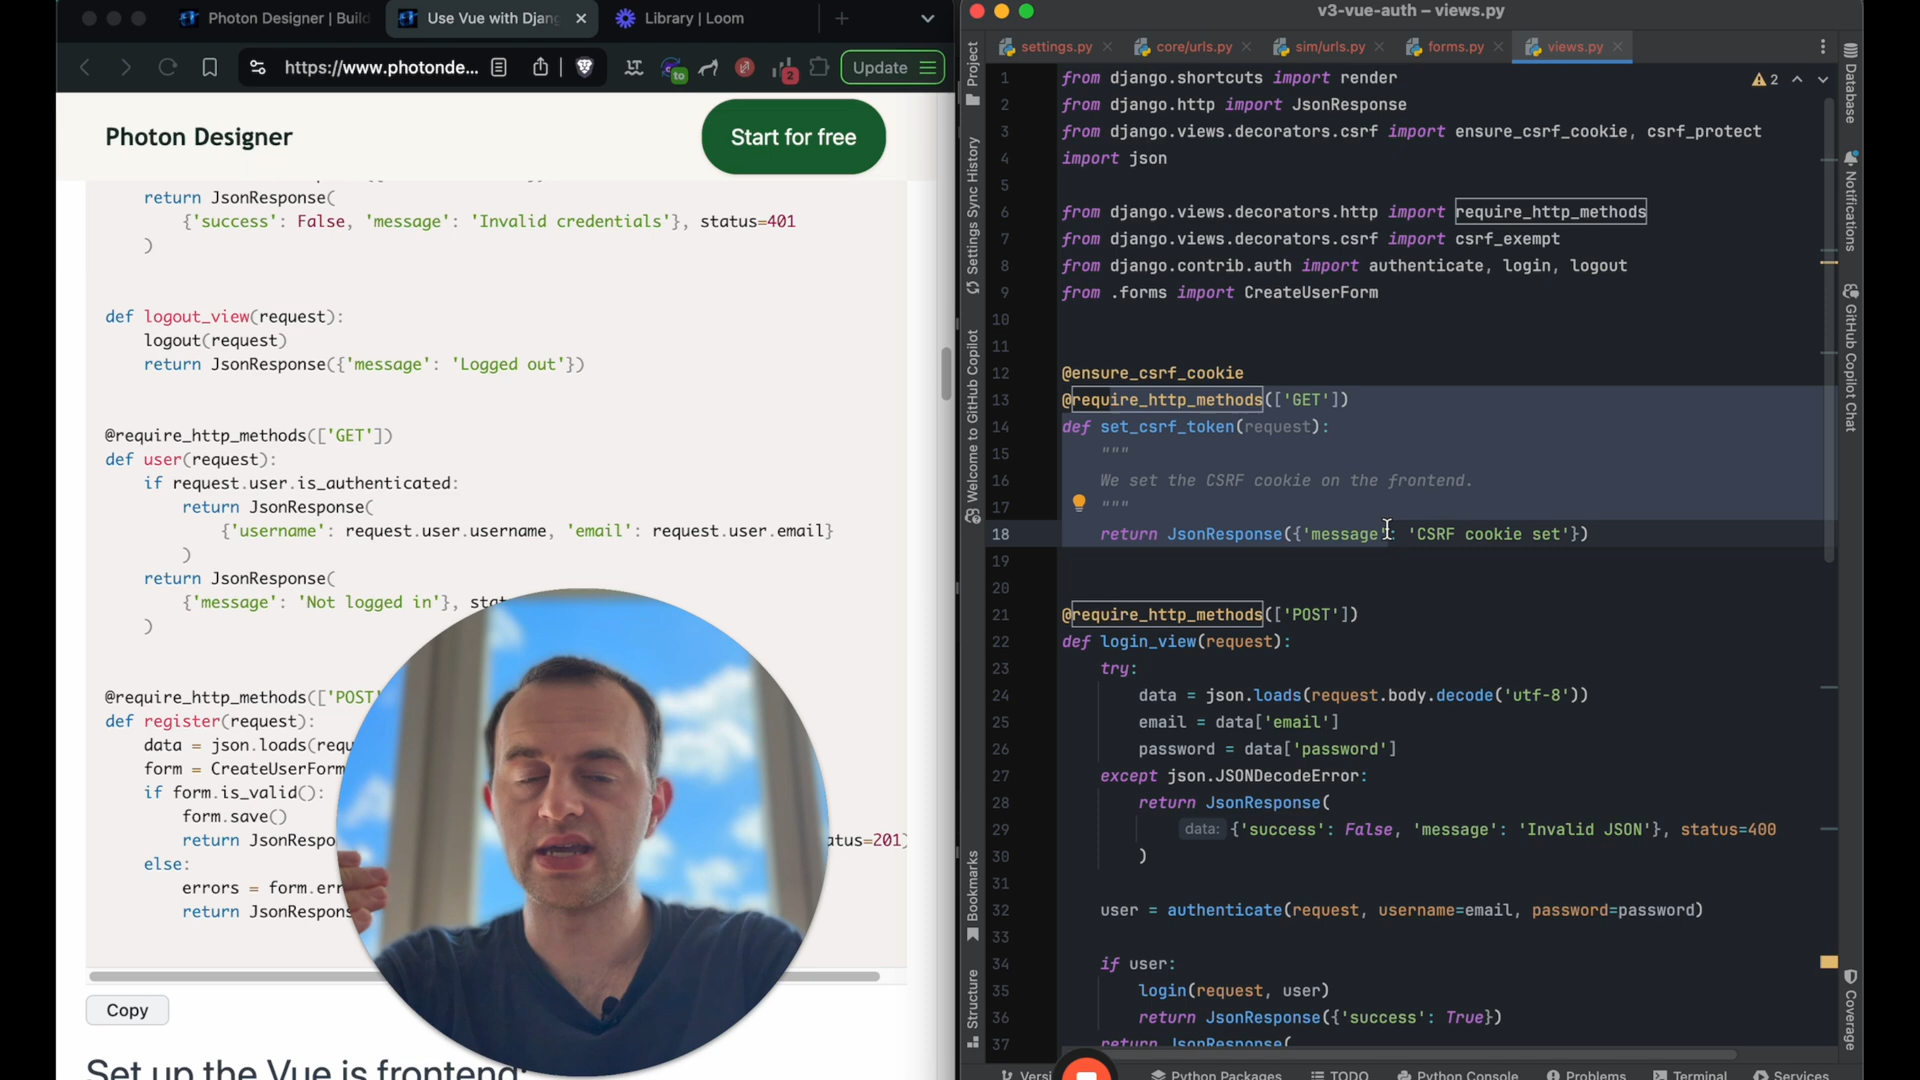 Photon Designer | Build
Use Vue with Djan
Library | Loom
https://www.photonde...
to
2
Update
Photon Designer
Start for free
return JsonResponse(
{'success': False, 'message': 'Invalid credentials'}, status=401
)
def logout_view(request):
logout(request)
return JsonResponse({'message': 'Logged out'})
@require_http_methods(['GET'])
def user(request):
if request.user.is_authenticated:
return JsonResponse(
{'username': request.user.username, 'email': request.user.email}
)
return JsonResponse(
{'message': 'Not logged in'}, stat
)
@require_http_methods(['POST'
def register(request):
data = json.loads(requ
form = CreateUserForm
if form.is_valid():
form.save()
return JsonRespo atus=201)
else:
errors = form.err
return JsonRespons
Copy
Set up the Vue js frontend:
v3-vue-auth – views.py
settings.py
core/urls.py
sim/urls.py
forms.py
views.py
Project
Settings Sync History
Welcome to GitHub Copilot
Bookmarks
Structure
1 from django.shortcuts import render
2 from django.http import JsonResponse
3 from django.views.decorators.csrf import ensure_csrf_cookie, csrf_protect
4 import json
5
6 from django.views.decorators.http import require_http_methods
7 from django.views.decorators.csrf import csrf_exempt
8 from django.contrib.auth import authenticate, login, logout
9 from .forms import CreateUserForm
10
11
12 @ensure_csrf_cookie
13 @require_http_methods(['GET'])
14 def set_csrf_token(request):
15 """
16 We set the CSRF cookie on the frontend.
17 """
18 return JsonResponse({'message': 'CSRF cookie set'})
19
20
21 @require_http_methods(['POST'])
22 def login_view(request):
23 try:
24 data = json.loads(request.body.decode('utf-8'))
25 email = data['email']
26 password = data['password']
27 except json.JSONDecodeError:
28 return JsonResponse(
29 data: {'success': False, 'message': 'Invalid JSON'}, status=400
30 )
31
32 user = authenticate(request, username=email, password=password)
33
34 if user:
35 login(request, user)
36 return JsonResponse({'success': True})
37 return JsonResponse(
2
Database
Notifications
GitHub Copilot Chat
Coverage
Versi
Python Packages
TODO
Python Console
Problems
Terminal
Services